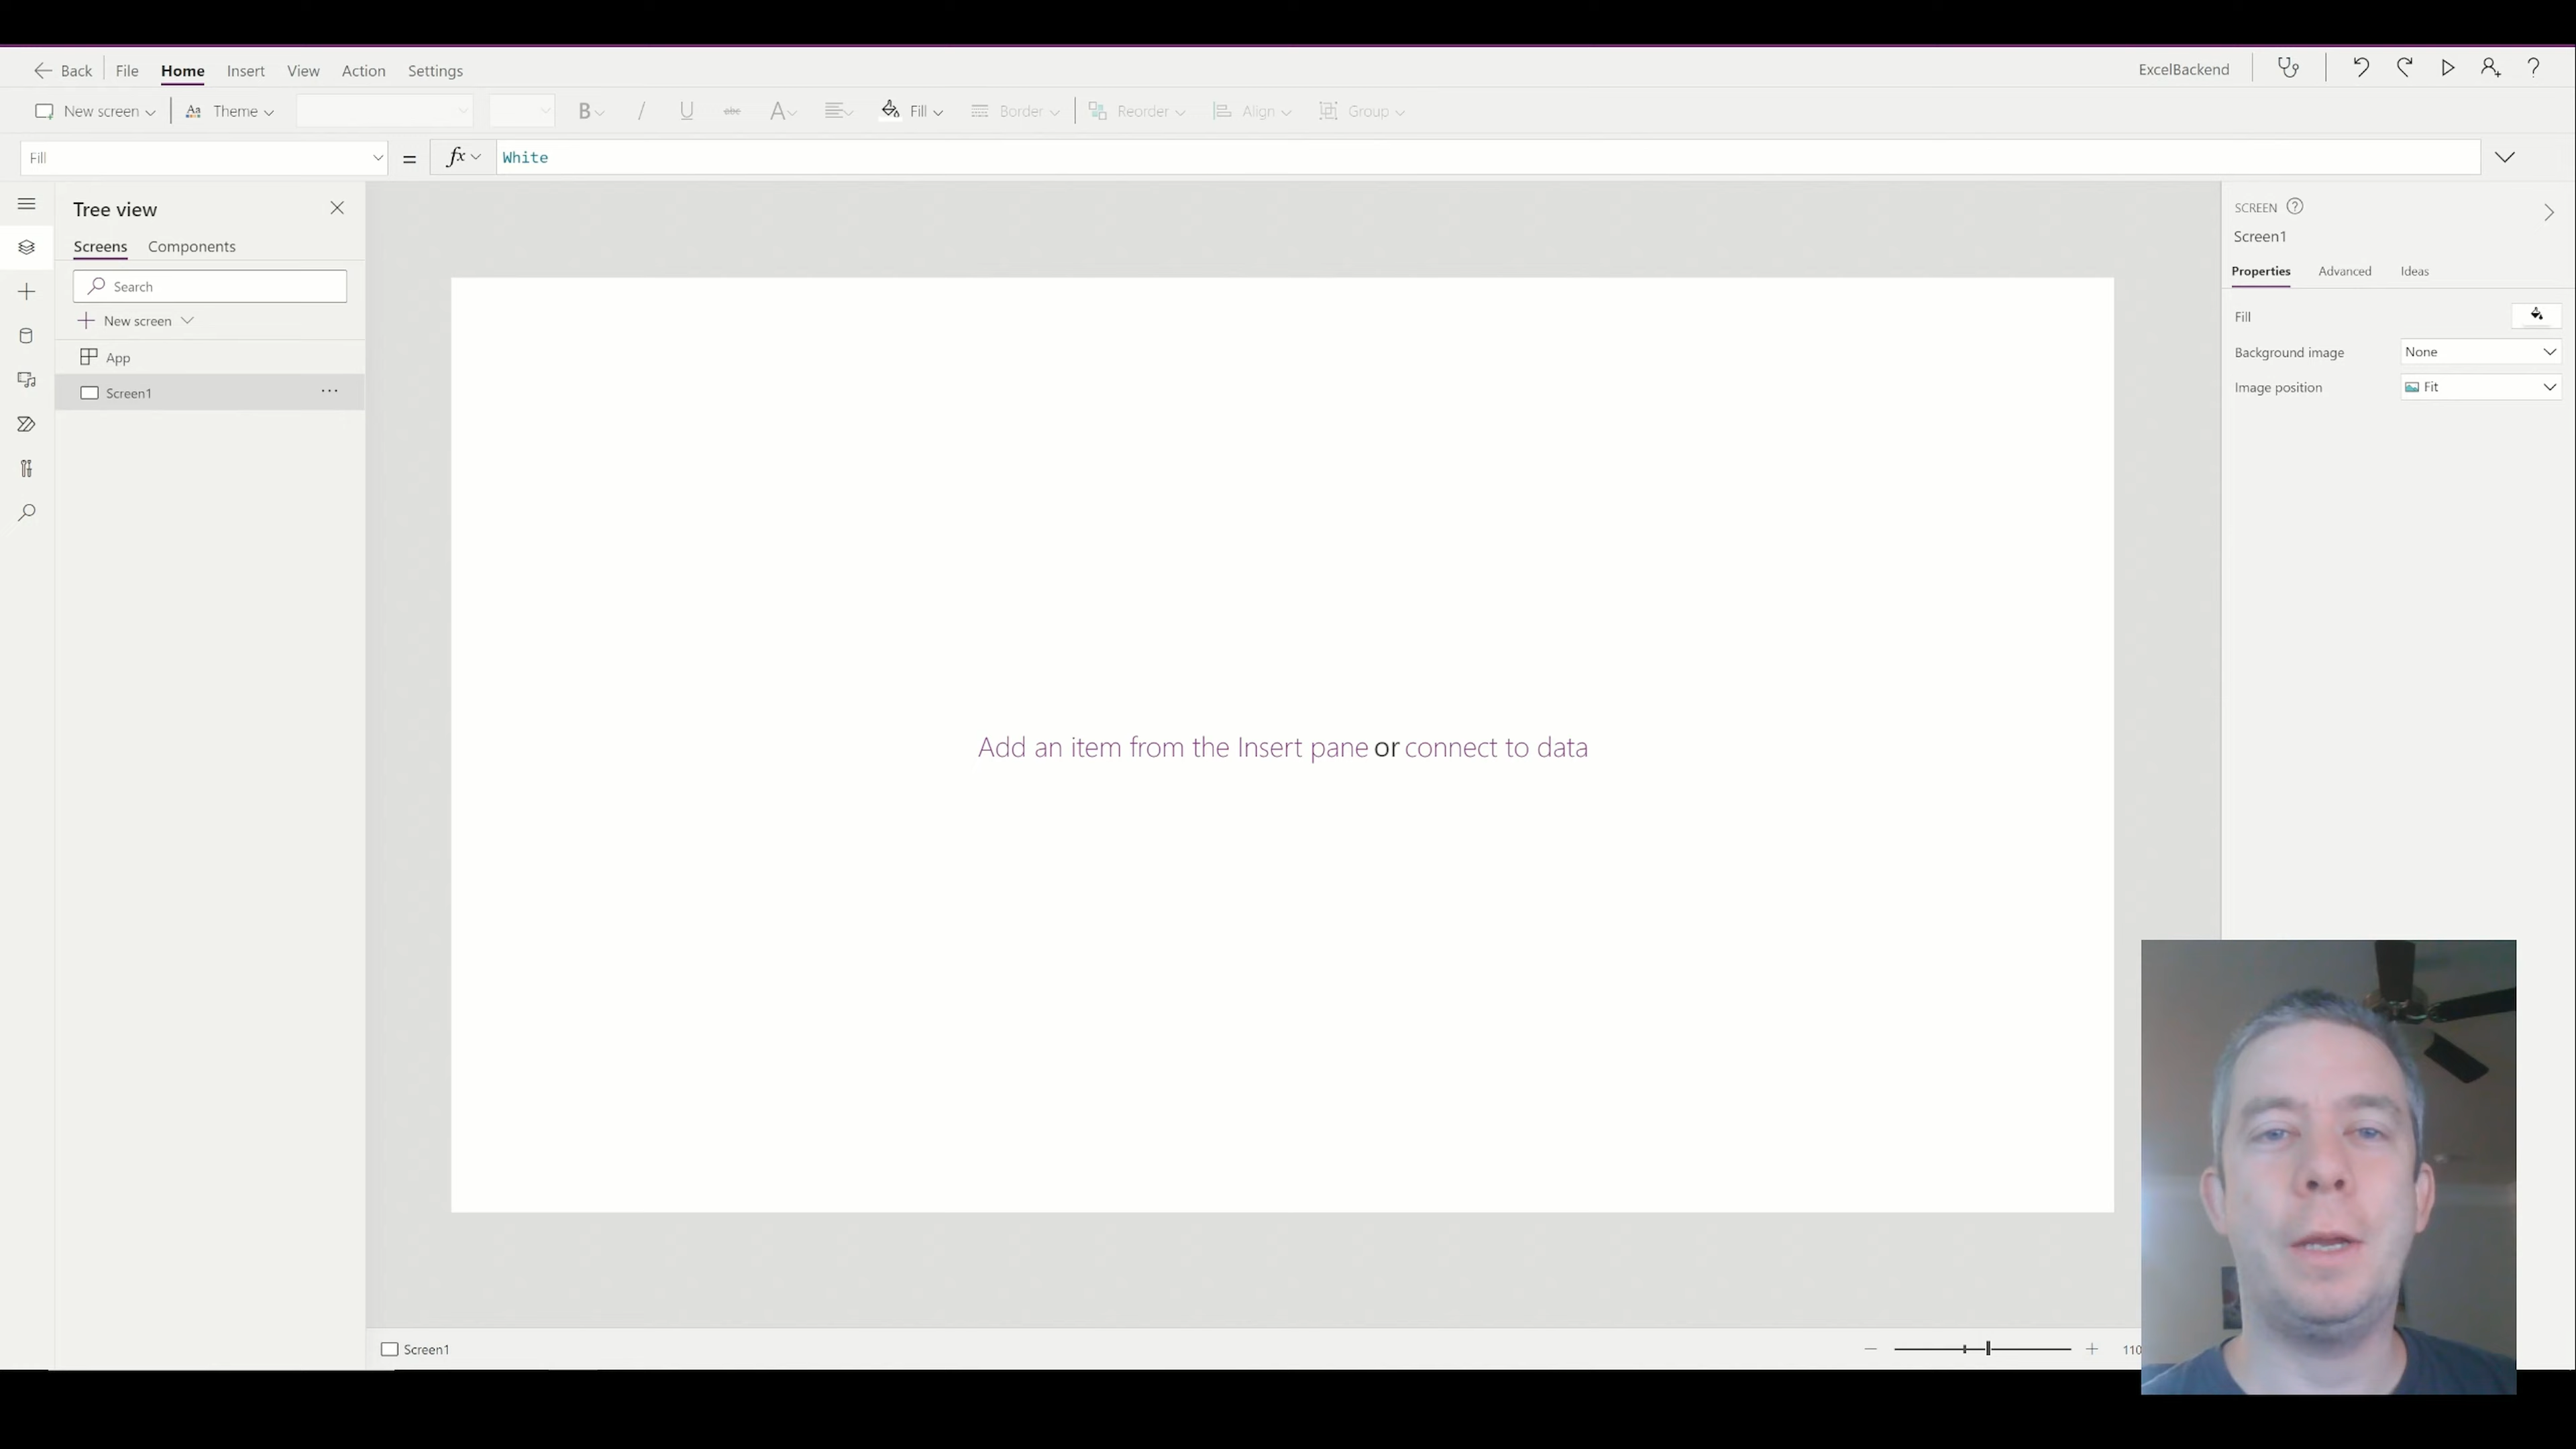 Back File Home Insert View Action Settings ExcelBackend
New screen Theme B / U abc A Fill Border Reorder Align Group
Fill = fx White
Tree view
Screens Components
Search
New screen
App
Screen1
SCREEN
Screen1
Properties Advanced Ideas
Fill
Background image None
Image position Fit
Add an item from the Insert pane or connect to data
Screen1 110